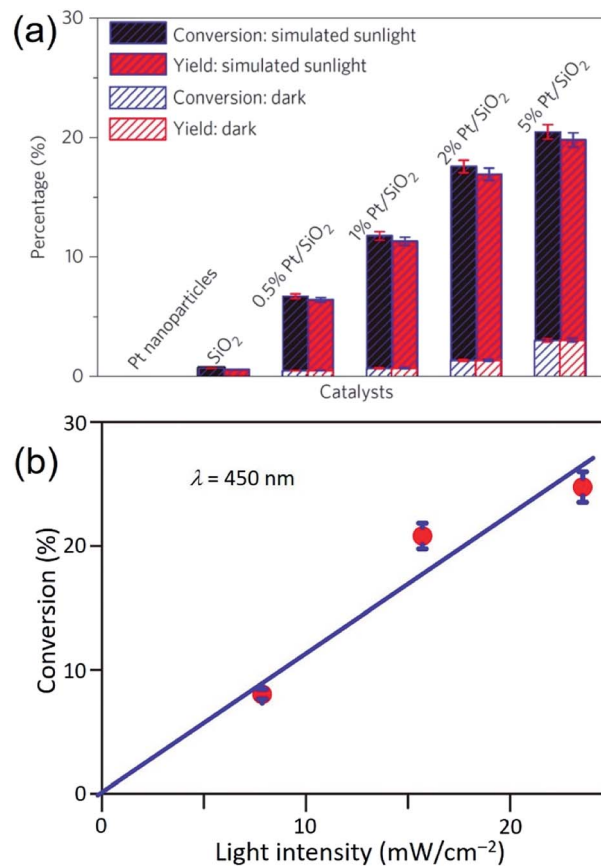 (a)
30
Conversion: simulated sunlight
Yield: simulated sunlight
Conversion: dark
Yield: dark
20
10
0
Percentage (%)
Pt nanoparticles
SiO₂
0.5% Pt/SiO₂
1% Pt/SiO₂
2% Pt/SiO₂
5% Pt/SiO₂
Catalysts
(b)
30
λ = 450 nm
20
10
0
Conversion (%)
0
10
20
Light intensity (mW/cm⁻²)